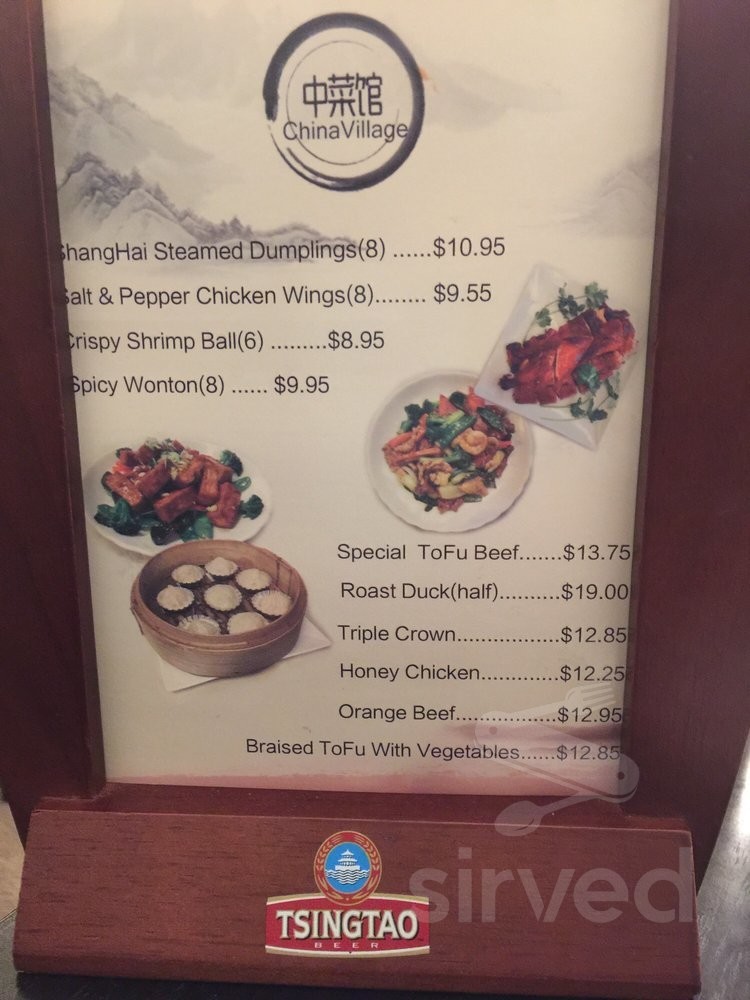 中菜馆
ChinaVillage
ShangHai Steamed Dumplings(8) ......$10.95
Salt & Pepper Chicken Wings(8)........ $9.55
Crispy Shrimp Ball(6) .........$8.95
Spicy Wonton(8) ...... $9.95
Special ToFu Beef.......$13.75
Roast Duck(half)..........$19.00
Triple Crown................$12.85
Honey Chicken.............$12.25
Orange Beef.................$12.95
Braised ToFu With Vegetables......$12.85
sirved
TSINGTAO
BEER